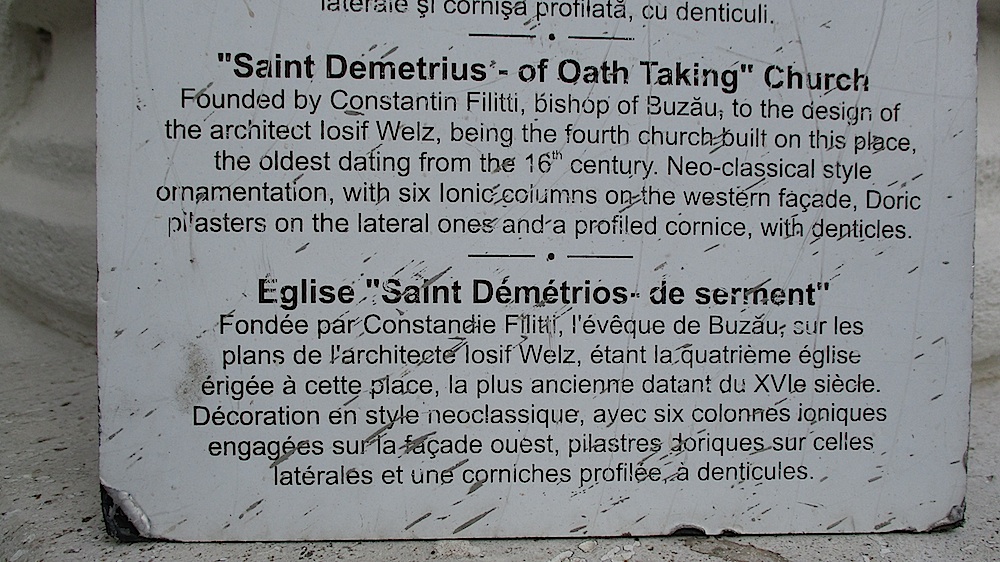 laterale și cornișa profilată, cu denticuli.
"Saint Demetrius - of Oath Taking" Church
Founded by Constantin Filitti, bishop of Buzău, to the design of
the architect Iosif Welz, being the fourth church built on this place,
the oldest dating from the 16th century. Neo-classical style
ornamentation, with six Ionic columns on the western façade, Doric
pilasters on the lateral ones and a profiled cornice, with denticles.
Église "Saint Démétrios- de serment"
Fondée par Constandie Filitti, l'évêque de Buzău, sur les
plans de l'architecte Iosif Welz, étant la quatrième église
érigée à cette place, la plus ancienne datant du XVIe siècle.
Décoration en style neoclassique, avec six colonnes ioniques
engagées sur la façade ouest, pilastres doriques sur celles
latérales et une corniches profilée, à denticules.